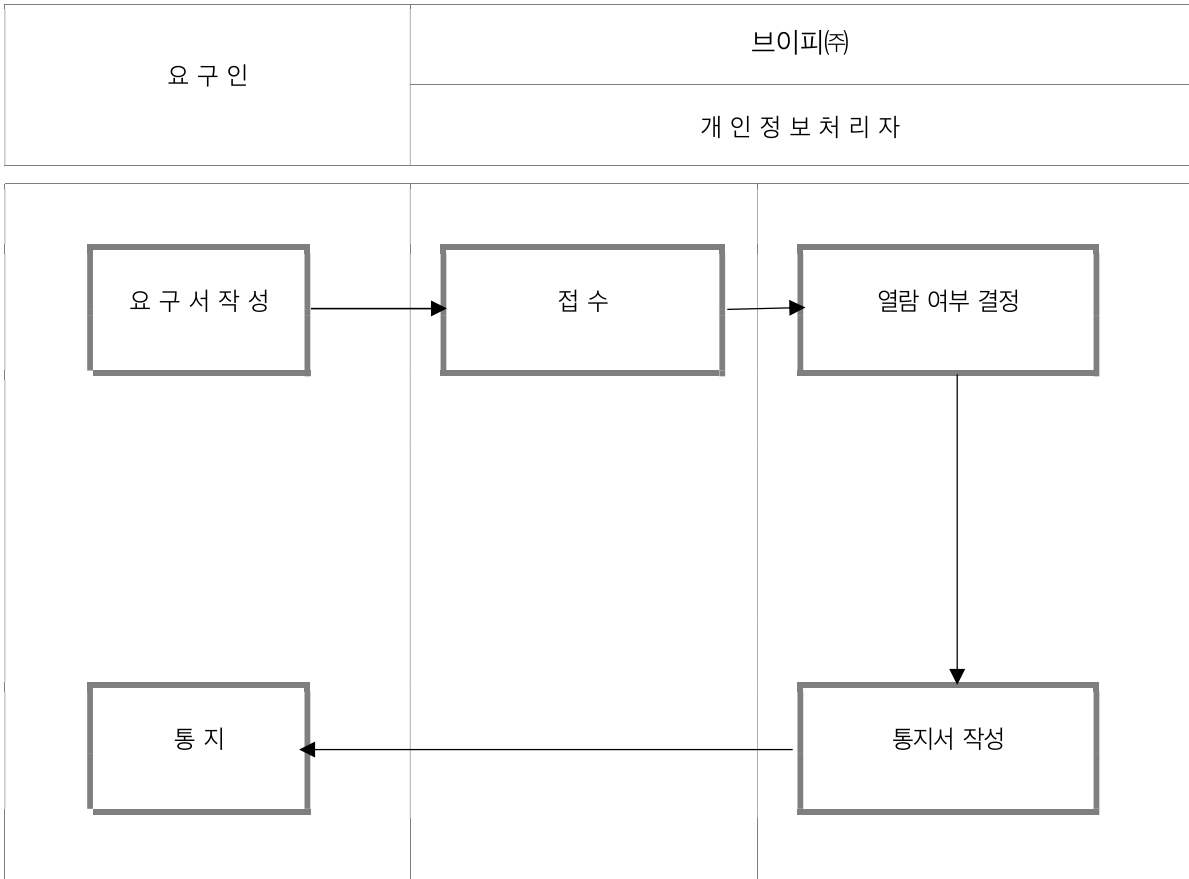 요 구 인
브이피㈜
개 인 정 보 처 리 자
요 구 서 작 성
접 수
열람 여부 결정
통 지
통지서 작성